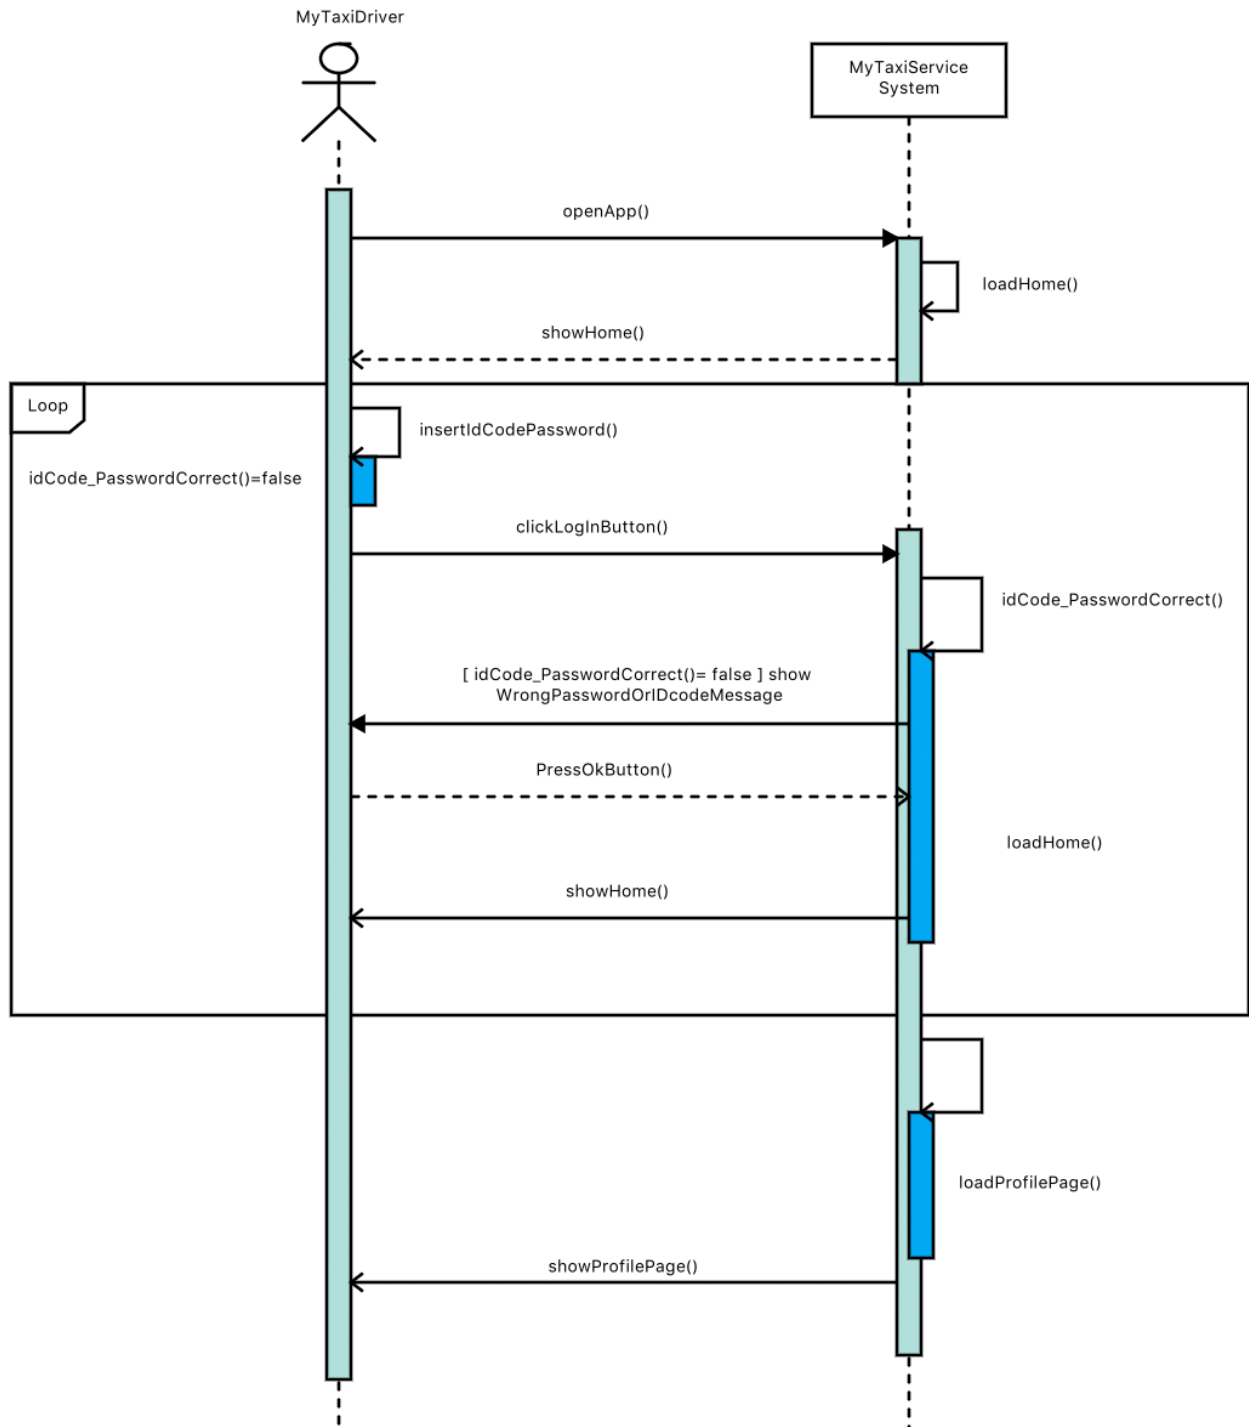 MyTaxiDriver
MyTaxiService
System
openApp()
loadHome()
showHome()
Loop
insertIdCodePassword()
idCode_PasswordCorrect()=false
clickLogInButton()
idCode_PasswordCorrect()
[ idCode_PasswordCorrect()= false ] show
WrongPasswordOrIDcodeMessage
PressOkButton()
loadHome()
showHome()
loadProfilePage()
showProfilePage()